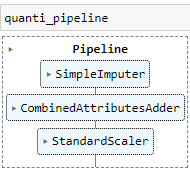 quanti_pipeline
Pipeline
SimpleImputer
CombinedAttributesAdder
StandardScaler